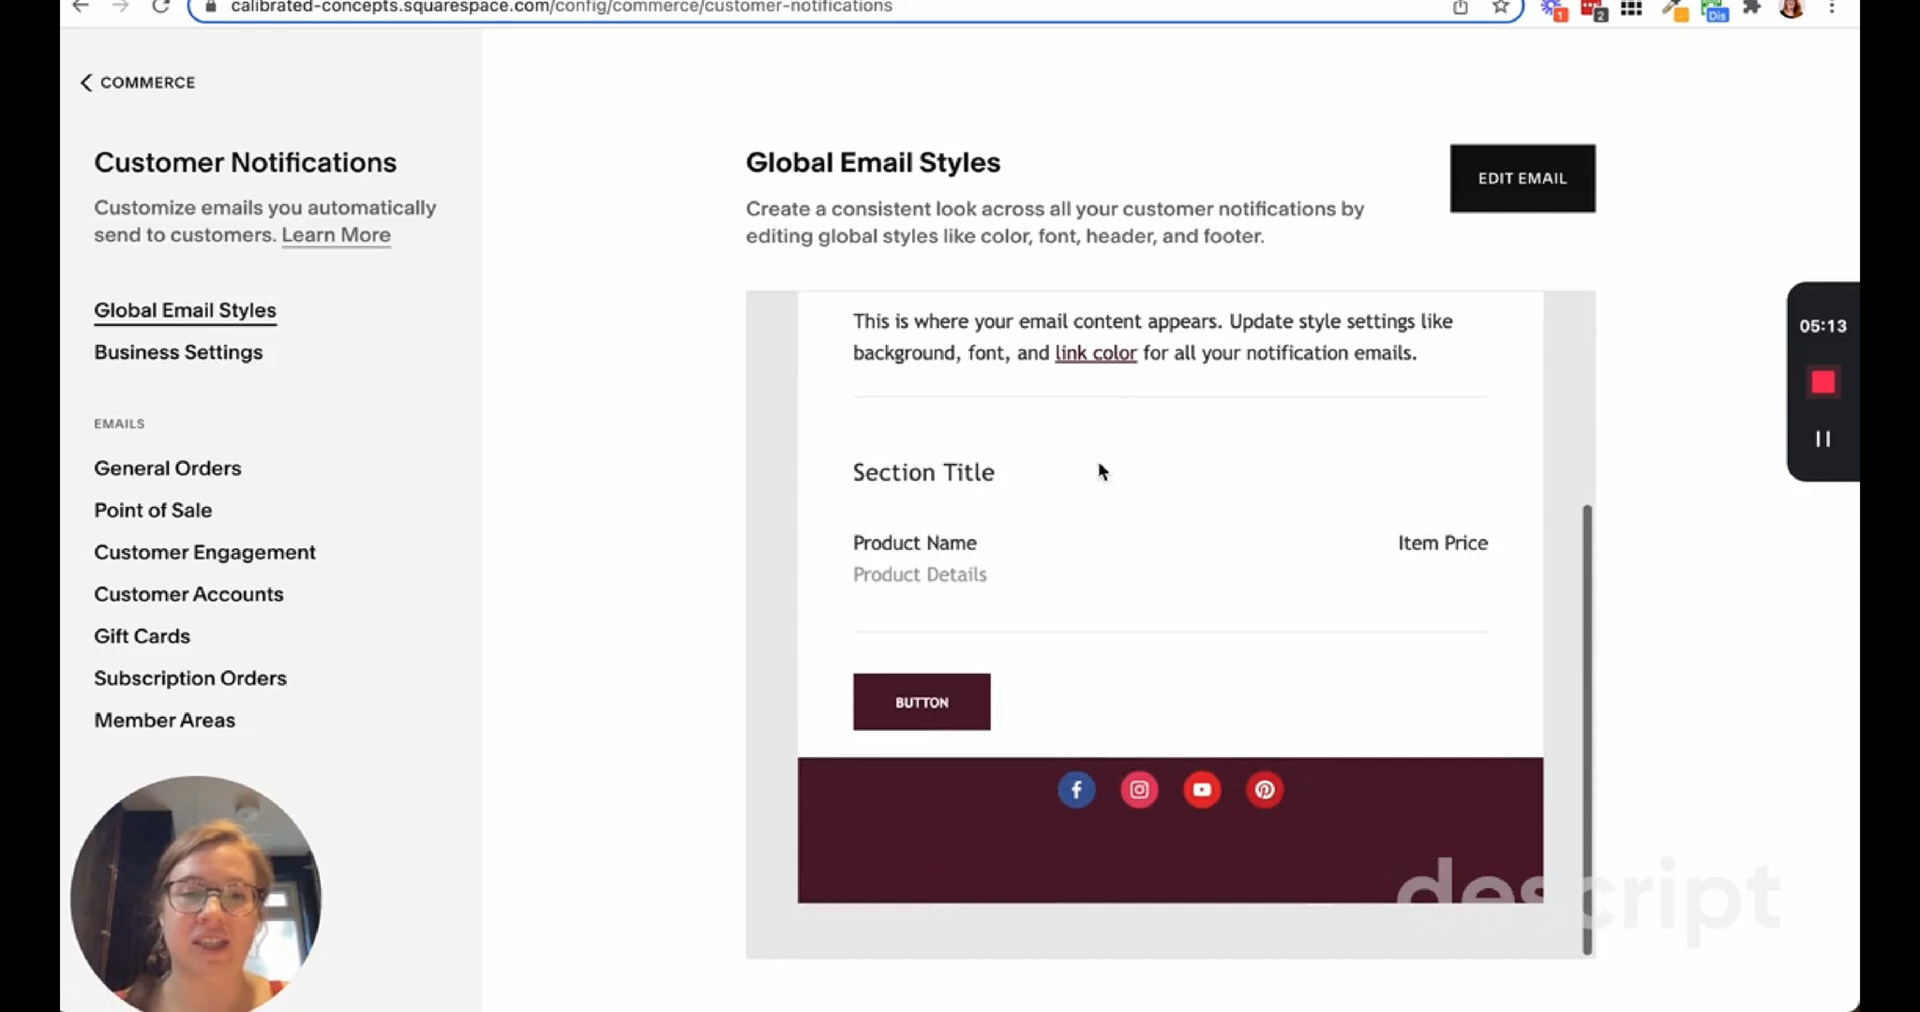 calibrated-concepts.squarespace.com/config/commerce/customer-notifications
1
2
Dis
COMMERCE
Customer Notifications
Customize emails you automatically
send to customers. Learn More
Global Email Styles
Business Settings
EMAILS
General Orders
Point of Sale
Customer Engagement
Customer Accounts
Gift Cards
Subscription Orders
Member Areas
Global Email Styles
Create a consistent look across all your customer notifications by
editing global styles like color, font, header, and footer.
EDIT EMAIL
This is where your email content appears. Update style settings like
background, font, and link color for all your notification emails.
Section Title
Product Name Item Price
Product Details
BUTTON
05:13
descript